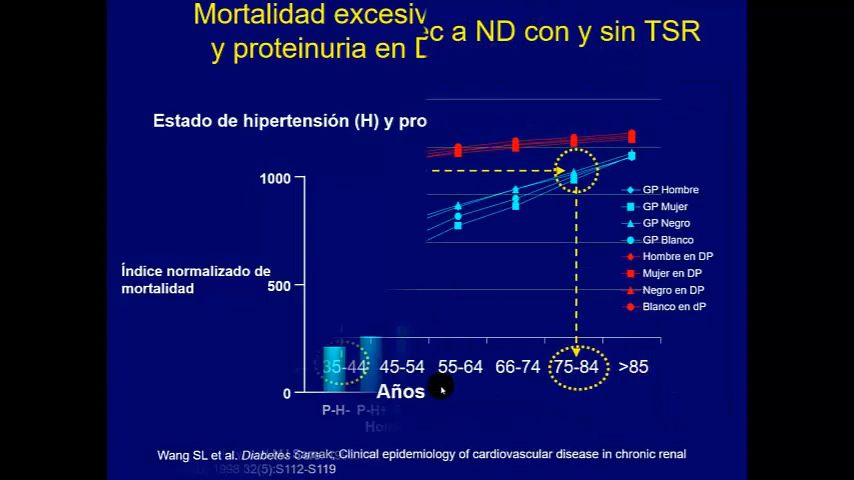 Mortalidad excesiv
y proteinuria en D
ec a ND con y sin TSR
Estado de hipertensión (H) y pro
1000
500
0
Índice normalizado de
mortalidad
GP Hombre
GP Mujer
GP Negro
GP Blanco
Hombre en DP
Mujer en DP
Negro en DP
Blanco en dP
35-44 45-54 55-64 66-74 75-84 >85
Años
P-H- P-H+
Wang SL et al. Diabetes Sarnak, Clinical epidemiology of cardiovascular disease in chronic renal
1998 32(5):S112-S119